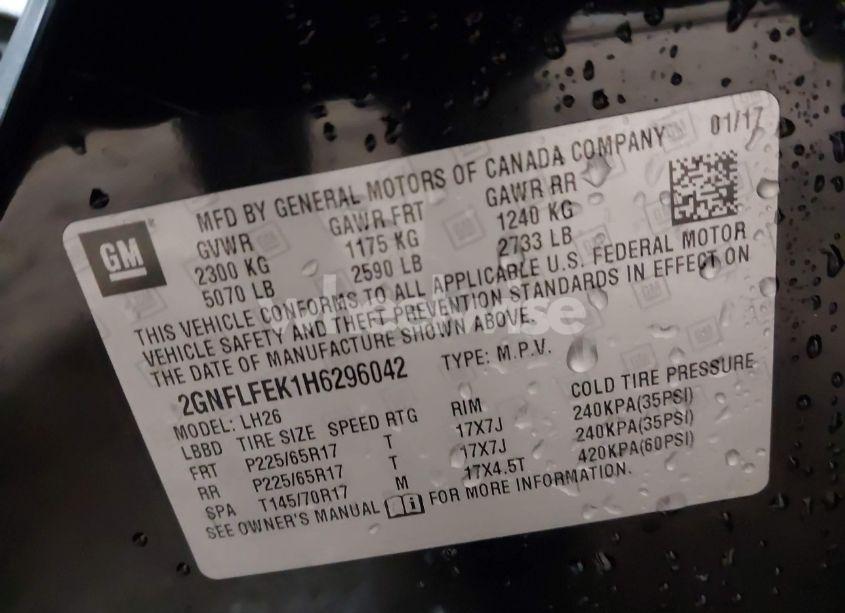 MFD BY GENERAL MOTORS OF CANADA COMPANY 01/17
GM
GVWR GAWR FRT GAWR RR
2300 KG 1175 KG 1240 KG
5070 LB 2590 LB 2733 LB
THIS VEHICLE CONFORMS TO ALL APPLICABLE U.S. FEDERAL MOTOR
VEHICLE SAFETY AND THEFT PREVENTION STANDARDS IN EFFECT ON
THE DATE OF MANUFACTURE SHOWN ABOVE.
2GNFLFEK1H6296042 TYPE: M.P.V.
MODEL: LH26
LBBD TIRE SIZE SPEED RTG RIM COLD TIRE PRESSURE
FRT P225/65R17 T 17X7J 240KPA(35PSI)
RR P225/65R17 T 17X7J 240KPA(35PSI)
SPA T145/70R17 M 17X4.5T 420KPA(60PSI)
SEE OWNER'S MANUAL FOR MORE INFORMATION.